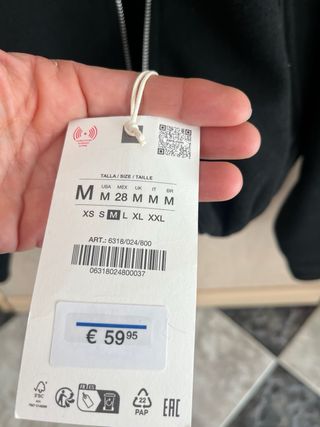 TALLA / SIZE / TAILLE
USA MEX UK IT BR
M M 28 M M M
XS S M L XL XXL
ART.: 6318/024/800
06318024800037
€ 59 95
FSC
22
PAP
EAC